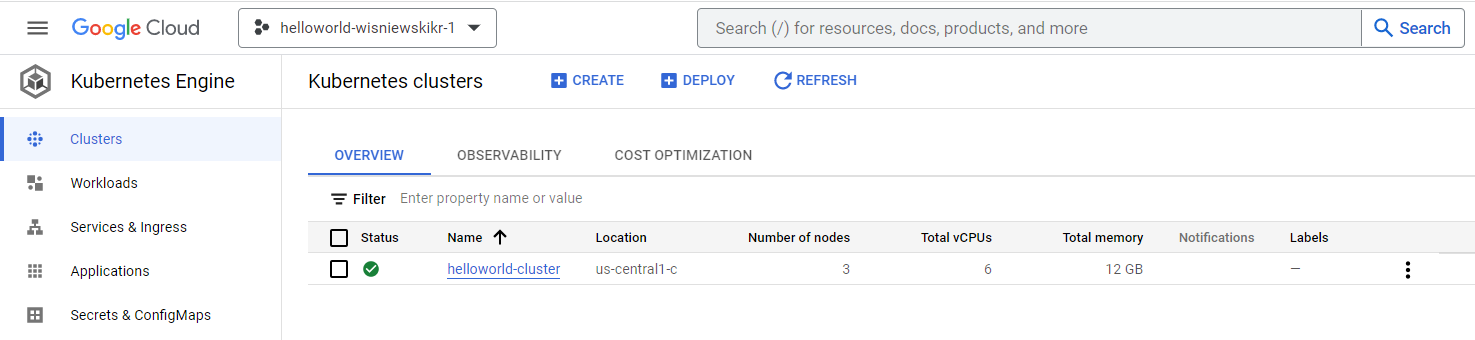 Google Cloud helloworld-wisniewskikr-1 Search (/) for resources, docs, products, and more Search
Kubernetes Engine Kubernetes clusters CREATE DEPLOY REFRESH
Clusters
OVERVIEW OBSERVABILITY COST OPTIMIZATION
Workloads
Filter Enter property name or value
Services & Ingress
Status Name Location Number of nodes Total vCPUs Total memory Notifications Labels
Applications
helloworld-cluster us-central1-c 3 6 12 GB —
Secrets & ConfigMaps